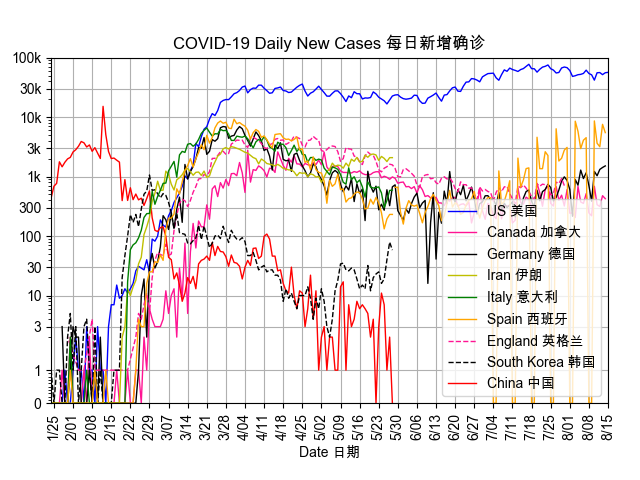 COVID-19 Daily New Cases 每日新增确诊
100k
30k
10k
3k
1k
300
100
30
10
3
1
0
US 美国
Canada 加拿大
Germany 德国
Iran 伊朗
Italy 意大利
Spain 西班牙
England 英格兰
South Korea 韩国
China 中国
1/25
2/01
2/08
2/15
2/22
2/29
3/07
3/14
3/21
3/28
4/04
4/11
4/18
4/25
5/02
5/09
5/16
5/23
5/30
6/06
6/13
6/20
6/27
7/04
7/11
7/18
7/25
8/01
8/08
8/15
Date 日期